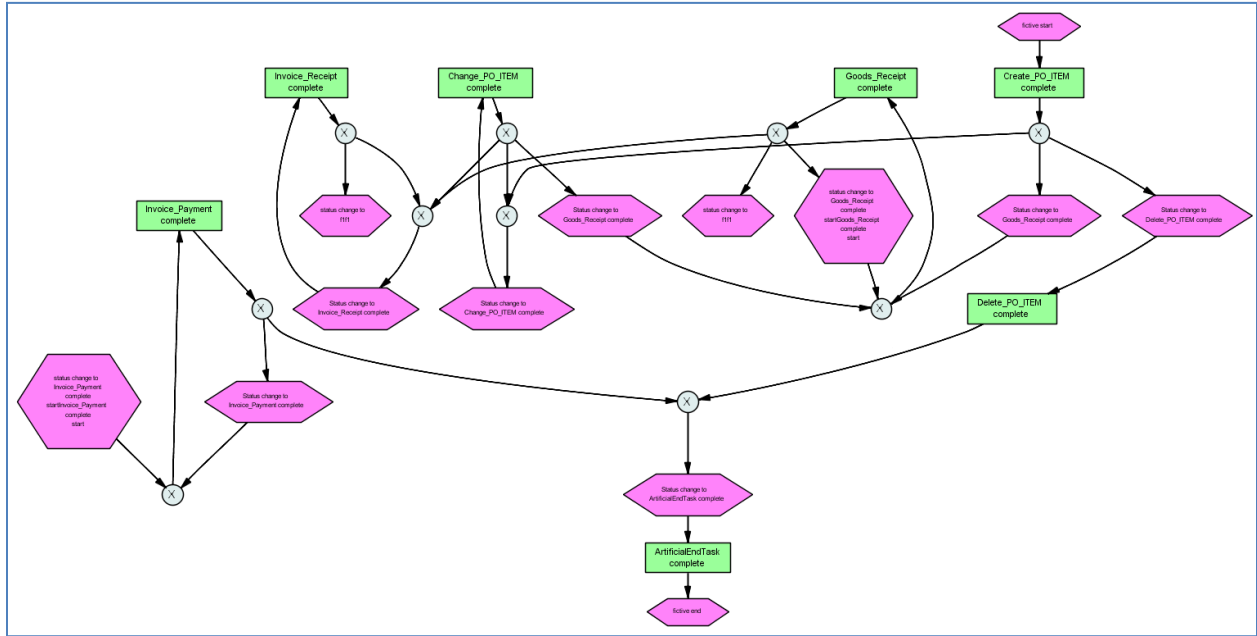 fictive start
Invoice_Receipt
complete
Change_PO_ITEM
complete
Goods_Receipt
complete
Create_PO_ITEM
complete
X
X
X
X
status change to
f1f1
X
X
Status change to
Goods_Receipt complete
status change to
f1f1
status change to
Goods_Receipt
complete
startGoods_Receipt
complete
start
Status change to
Goods_Receipt complete
Status change to
Delete_PO_ITEM complete
Invoice_Payment
complete
X
Status change to
Invoice_Receipt complete
Status change to
Change_PO_ITEM complete
X
Delete_PO_ITEM
complete
status change to
Invoice_Payment
complete
startInvoice_Payment
complete
start
Status change to
Invoice_Payment complete
X
X
Status change to
ArtificialEndTask complete
ArtificialEndTask
complete
fictive end